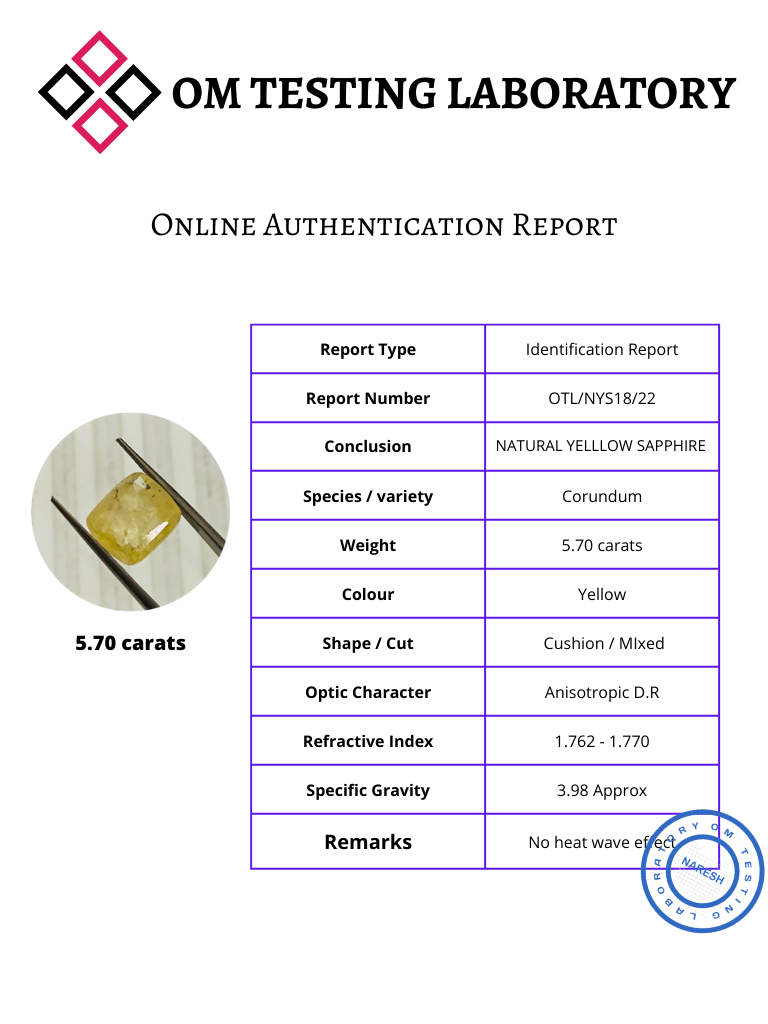 OM TESTING LABORATORY
Online Authentication Report
Report Type Identification Report
Report Number OTL/NYS18/22
Conclusion NATURAL YELLLOW SAPPHIRE
Species / variety Corundum
Weight 5.70 carats
Colour Yellow
Shape / Cut Cushion / MIxed
Optic Character Anisotropic D.R
Refractive Index 1.762 - 1.770
Specific Gravity 3.98 Approx
Remarks No heat wave effect
5.70 carats
OM TESTING LABORATORY
NARESH